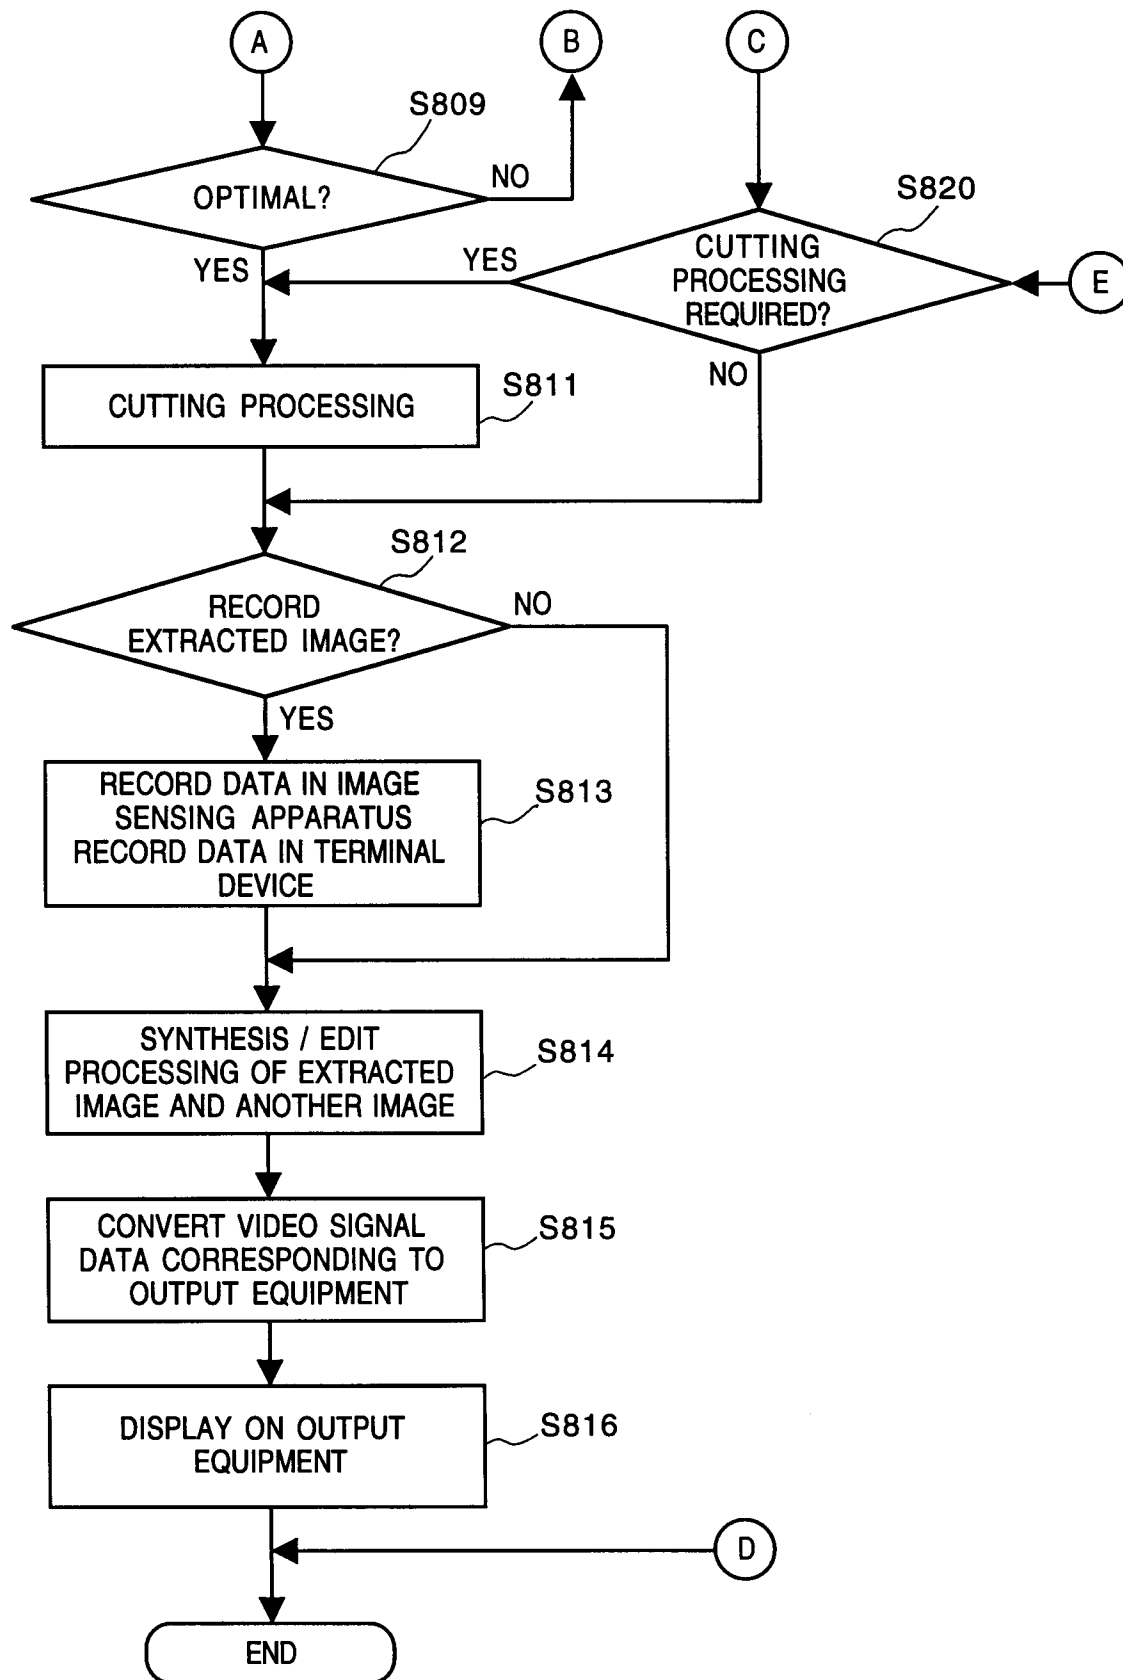 A
B
C
S809
OPTIMAL?
NO
YES
S820
CUTTING
PROCESSING
REQUIRED?
YES
E
NO
CUTTING PROCESSING
S811
S812
RECORD
EXTRACTED IMAGE?
NO
YES
RECORD DATA IN IMAGE
SENSING APPARATUS
RECORD DATA IN TERMINAL
DEVICE
S813
SYNTHESIS / EDIT
PROCESSING OF EXTRACTED
IMAGE AND ANOTHER IMAGE
S814
CONVERT VIDEO SIGNAL
DATA CORRESPONDING TO
OUTPUT EQUIPMENT
S815
DISPLAY ON OUTPUT
EQUIPMENT
S816
D
END